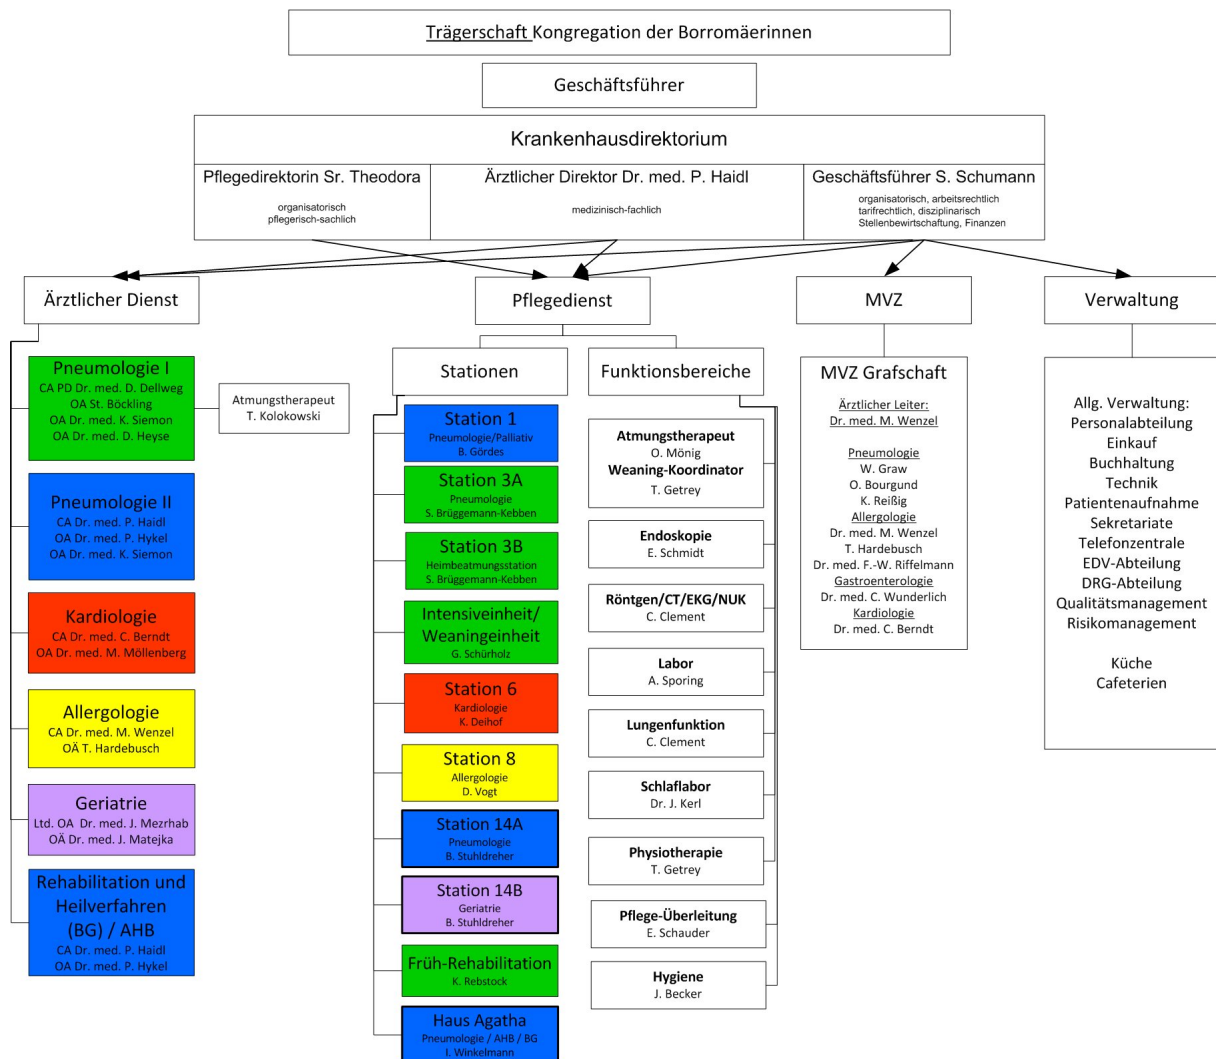 Trägerschaft Kongregation der Borromäerinnen
Geschäftsführer
Krankenhausdirektorium
Pflegedirektorin Sr. Theodora
organisatorisch
pflegerisch-sachlich
Ärztlicher Direktor Dr. med. P. Haidl
medizinisch-fachlich
Geschäftsführer S. Schumann
organisatorisch, arbeitsrechtlich
tarifrechtlich, disziplinarisch
Stellenbewirtschaftung, Finanzen
Ärztlicher Dienst
Pneumologie I
CA PD Dr. med. D. Dellweg
OA St. Böckling
OA Dr. med. K. Siemon
OA Dr. med. D. Heyse
Atmungstherapeut
T. Kolokowski
Pneumologie II
CA Dr. med. P. Haidl
OA Dr. med. P. Hykel
OA Dr. med. K. Siemon
Kardiologie
CA Dr. med. C. Berndt
OA Dr. med. M. Möllenberg
Allergologie
CA Dr. med. M. Wenzel
OÄ T. Hardebusch
Geriatrie
Ltd. OA Dr. med. J. Mezrhab
OÄ Dr. med. J. Matejka
Rehabilitation und
Heilverfahren
(BG) / AHB
CA Dr. med. P. Haidl
OA Dr. med. P. Hykel
Pflegedienst
Stationen
Station 1
Pneumologie/Palliativ
B. Gördes
Station 3A
Pneumologie
S. Brüggemann-Kebben
Station 3B
Heimbeatmungsstation
S. Brüggemann-Kebben
Intensiveinheit/
Weaningeinheit
G. Schürholz
Station 6
Kardiologie
K. Deihof
Station 8
Allergologie
D. Vogt
Station 14A
Pneumologie
B. Stuhldreher
Station 14B
Geriatrie
B. Stuhldreher
Früh-Rehabilitation
K. Rebstock
Haus Agatha
Pneumologie / AHB / BG
I. Winkelmann
Funktionsbereiche
Atmungstherapeut
O. Mönig
Weaning-Koordinator
T. Getrey
Endoskopie
E. Schmidt
Röntgen/CT/EKG/NUK
C. Clement
Labor
A. Sporing
Lungenfunktion
C. Clement
Schlaflabor
Dr. J. Kerl
Physiotherapie
T. Getrey
Pflege-Überleitung
E. Schauder
Hygiene
J. Becker
MVZ
MVZ Grafschaft
Ärztlicher Leiter:
Dr. med. M. Wenzel
Pneumologie
W. Graw
O. Bourgund
K. Reißig
Allergologie
Dr. med. M. Wenzel
T. Hardebusch
Dr. med. F.-W. Riffelmann
Gastroenterologie
Dr. med. C. Wunderlich
Kardiologie
Dr. med. C. Berndt
Verwaltung
Allg. Verwaltung:
Personalabteilung
Einkauf
Buchhaltung
Technik
Patientenaufnahme
Sekretariate
Telefonzentrale
EDV-Abteilung
DRG-Abteilung
Qualitätsmanagement
Risikomanagement
Küche
Cafeterien